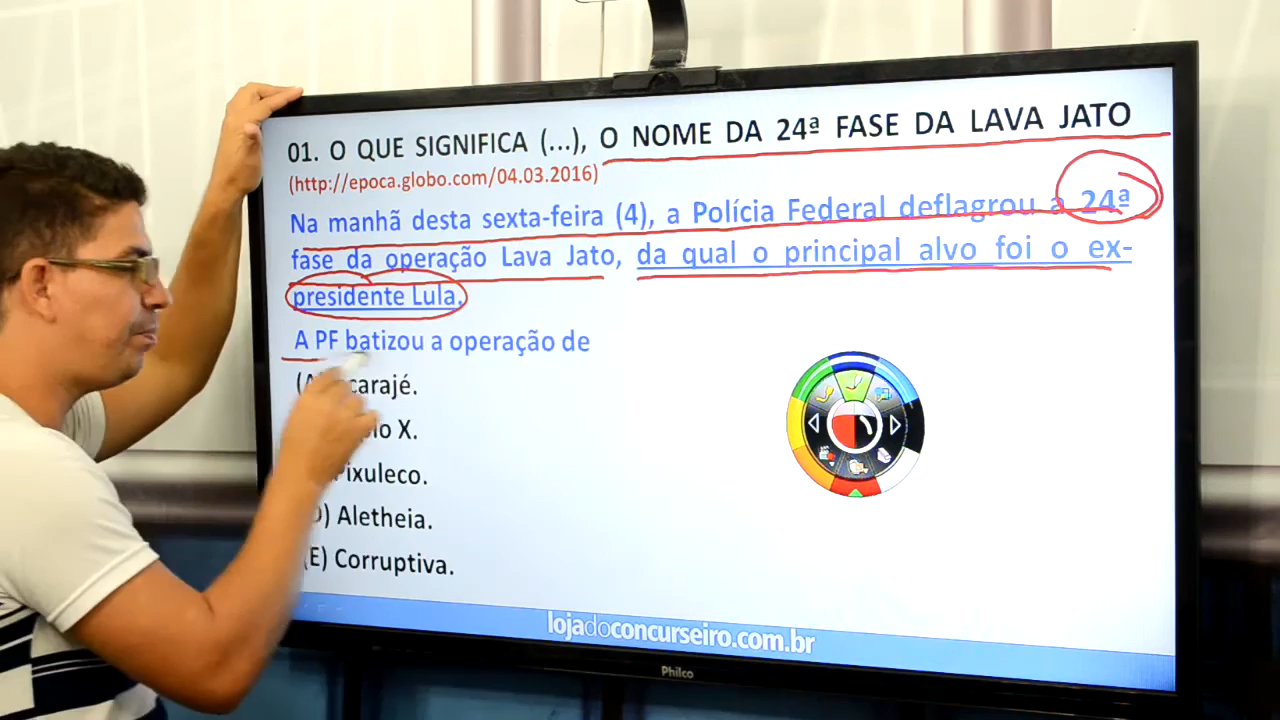 01. O QUE SIGNIFICA (...), O NOME DA 24ª FASE DA LAVA JATO
(http://epoca.globo.com/04.03.2016)
Na manhã desta sexta-feira (4), a Polícia Federal deflagrou a 24ª
fase da operação Lava Jato, da qual o principal alvo foi o ex-
presidente Lula.
A PF batizou a operação de
carajé.
X.
Pixuleco.
) Aletheia.
(E) Corruptiva.
lojadoconcurseiro.com.br
Philco